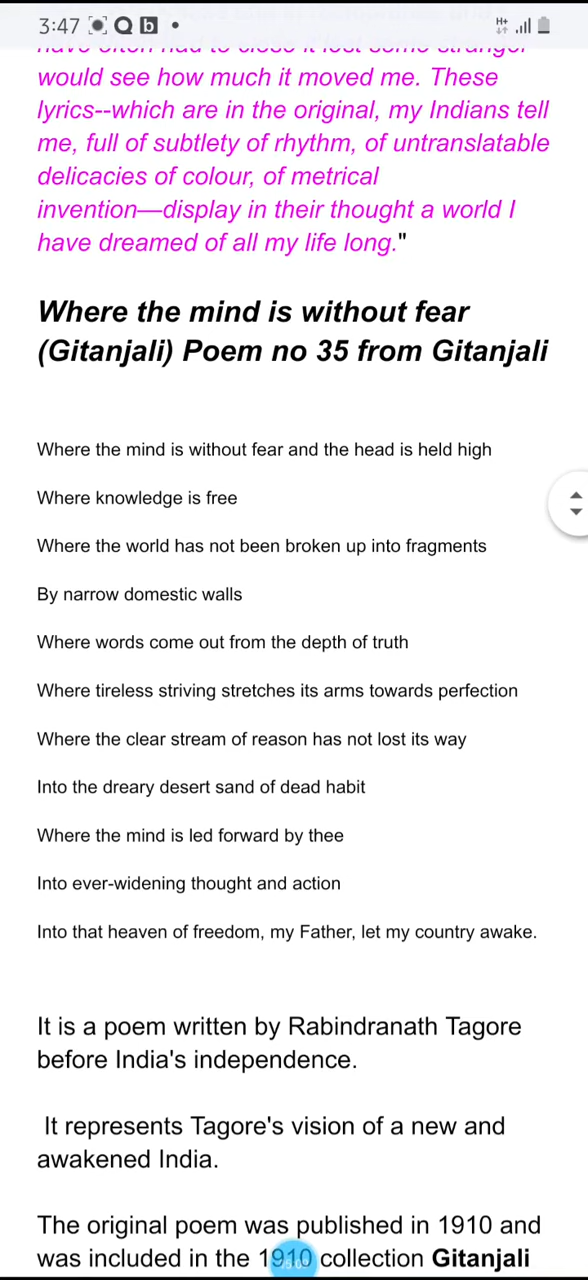 3:47
H+
would see how much it moved me. These
lyrics--which are in the original, my Indians tell
me, full of subtlety of rhythm, of untranslatable
delicacies of colour, of metrical
invention—display in their thought a world I
have dreamed of all my life long."
Where the mind is without fear
(Gitanjali) Poem no 35 from Gitanjali
Where the mind is without fear and the head is held high
Where knowledge is free
Where the world has not been broken up into fragments
By narrow domestic walls
Where words come out from the depth of truth
Where tireless striving stretches its arms towards perfection
Where the clear stream of reason has not lost its way
Into the dreary desert sand of dead habit
Where the mind is led forward by thee
Into ever-widening thought and action
Into that heaven of freedom, my Father, let my country awake.
It is a poem written by Rabindranath Tagore
before India's independence.
It represents Tagore's vision of a new and
awakened India.
The original poem was published in 1910 and
was included in the 1910 collection Gitanjali